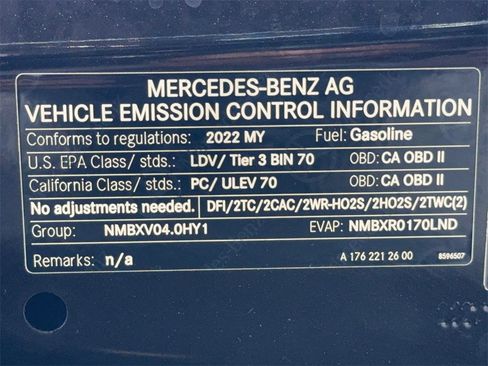 MERCEDES-BENZ AG
VEHICLE EMISSION CONTROL INFORMATION
Conforms to regulations: 2022 MY Fuel: Gasoline
U.S. EPA Class/ stds.: LDV/ Tier 3 BIN 70 OBD: CA OBD II
California Class/ stds.: PC/ ULEV 70 OBD: CA OBD II
No adjustments needed. DFI/2TC/2CAC/2WR-HO2S/2HO2S/2TWC(2)
Group: NMBXV04.0HY1 EVAP: NMBXR0170LND
Remarks: n/a A 176 221 26 00 8596507